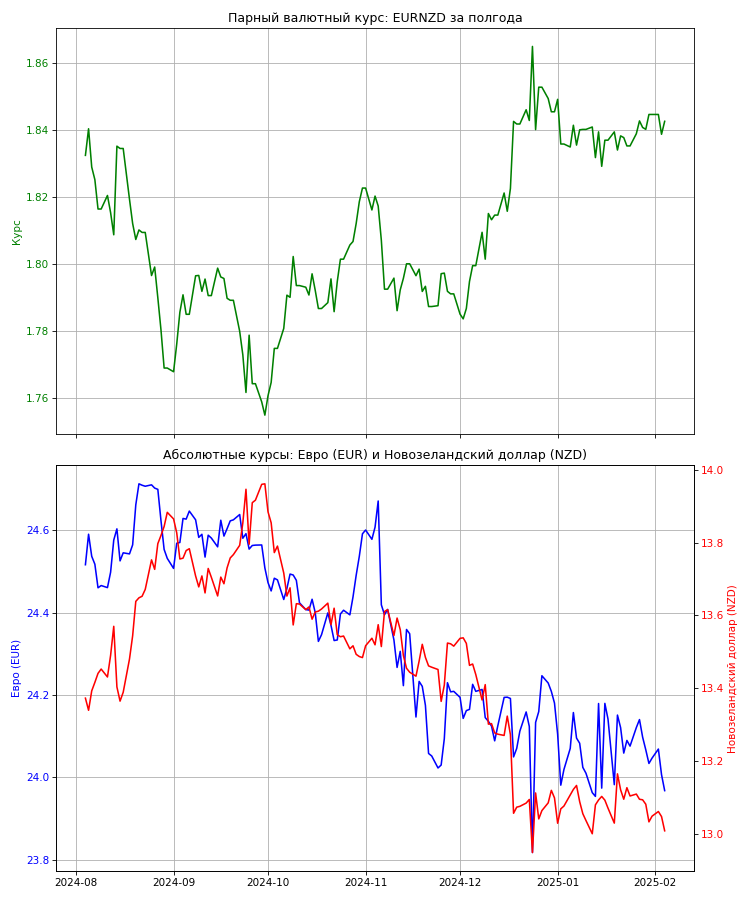 Парный валютный курс: EURNZD за полгода
1.86
1.84
1.82
1.80
1.78
1.76
Курс
Абсолютные курсы: Евро (EUR) и Новозеландский доллар (NZD)
24.6
24.4
24.2
24.0
23.8
Евро (EUR)
14.0
13.8
13.6
13.4
13.2
13.0
Новозеландский доллар (NZD)
2024-08 2024-09 2024-10 2024-11 2024-12 2025-01 2025-02